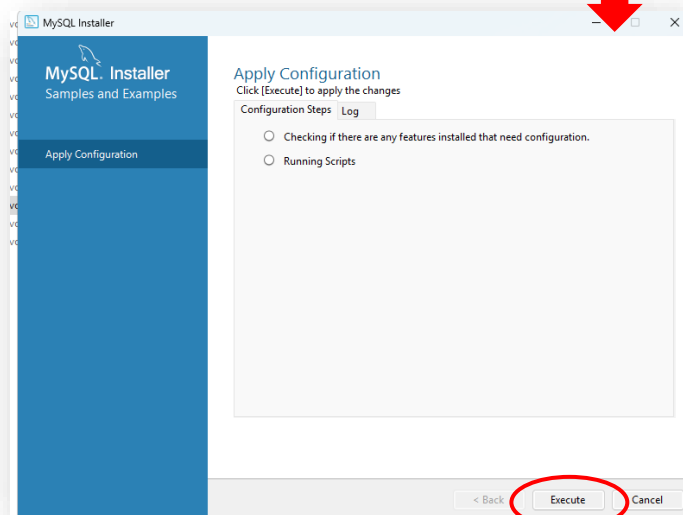 MySQL Installer
MySQL. Installer
Samples and Examples
Apply Configuration
Apply Configuration
Click [Execute] to apply the changes
Configuration Steps Log
Checking if there are any features installed that need configuration.
Running Scripts
< Back Execute Cancel